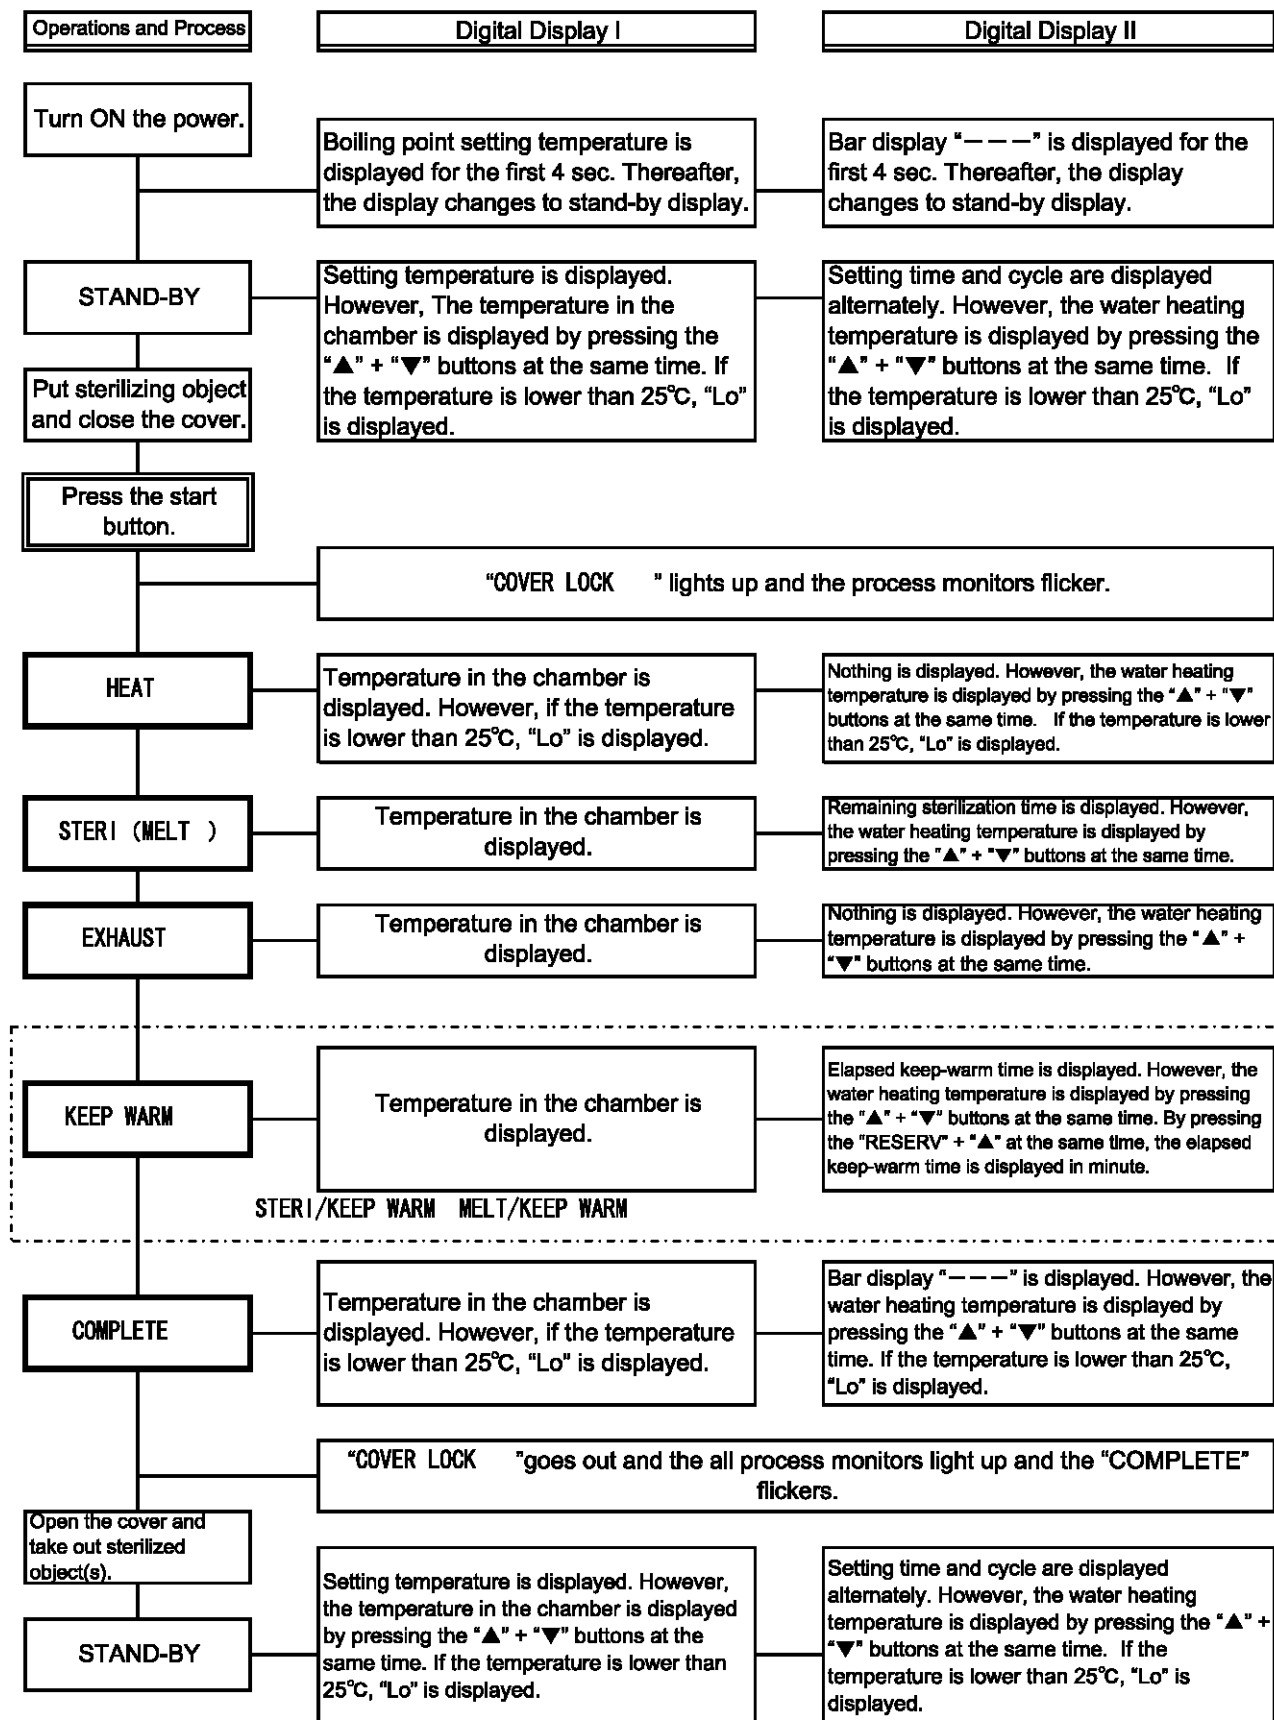 Operations and Process
Digital Display I
Digital Display II
Turn ON the power.
Boiling point setting temperature is
displayed for the first 4 sec. Thereafter,
the display changes to stand-by display.
Bar display “－－－” is displayed for the
first 4 sec. Thereafter, the display
changes to stand-by display.
STAND-BY
Setting temperature is displayed.
However, The temperature in the
chamber is displayed by pressing the
“▲” + “▼” buttons at the same time. If
the temperature is lower than 25℃, “Lo”
is displayed.
Setting time and cycle are displayed
alternately. However, the water heating
temperature is displayed by pressing the
“▲” + “▼” buttons at the same time. If
the temperature is lower than 25℃, “Lo”
is displayed.
Put sterilizing object
and close the cover.
Press the start
button.
“COVER LOCK ” lights up and the process monitors flicker.
HEAT
Temperature in the chamber is
displayed. However, if the temperature
is lower than 25℃, “Lo” is displayed.
Nothing is displayed. However, the water heating
temperature is displayed by pressing the “▲” + “▼”
buttons at the same time. If the temperature is lower
than 25℃, “Lo” is displayed.
STERI (MELT )
Temperature in the chamber is
displayed.
Remaining sterilization time is displayed. However,
the water heating temperature is displayed by
pressing the “▲” + “▼” buttons at the same time.
EXHAUST
Temperature in the chamber is
displayed.
Nothing is displayed. However, the water heating
temperature is displayed by pressing the “▲” +
“▼” buttons at the same time.
KEEP WARM
Temperature in the chamber is
displayed.
Elapsed keep-warm time is displayed. However, the
water heating temperature is displayed by pressing
the “▲” + “▼” buttons at the same time. By pressing
the “RESERV” + “▲” at the same time, the elapsed
keep-warm time is displayed in minute.
STERI/KEEP WARM MELT/KEEP WARM
COMPLETE
Temperature in the chamber is
displayed. However, if the temperature
is lower than 25℃, “Lo” is displayed.
Bar display “－－－” is displayed. However, the
water heating temperature is displayed by
pressing the “▲” + “▼” buttons at the same
time. If the temperature is lower than 25℃,
“Lo” is displayed.
“COVER LOCK ”goes out and the all process monitors light up and the “COMPLETE”
flickers.
Open the cover and
take out sterilized
object(s).
STAND-BY
Setting temperature is displayed. However,
the temperature in the chamber is displayed
by pressing the “▲” + “▼” buttons at the
same time. If the temperature is lower than
25℃, “Lo” is displayed.
Setting time and cycle are displayed
alternately. However, the water heating
temperature is displayed by pressing the “▲” +
“▼” buttons at the same time. If the
temperature is lower than 25℃, “Lo” is
displayed.